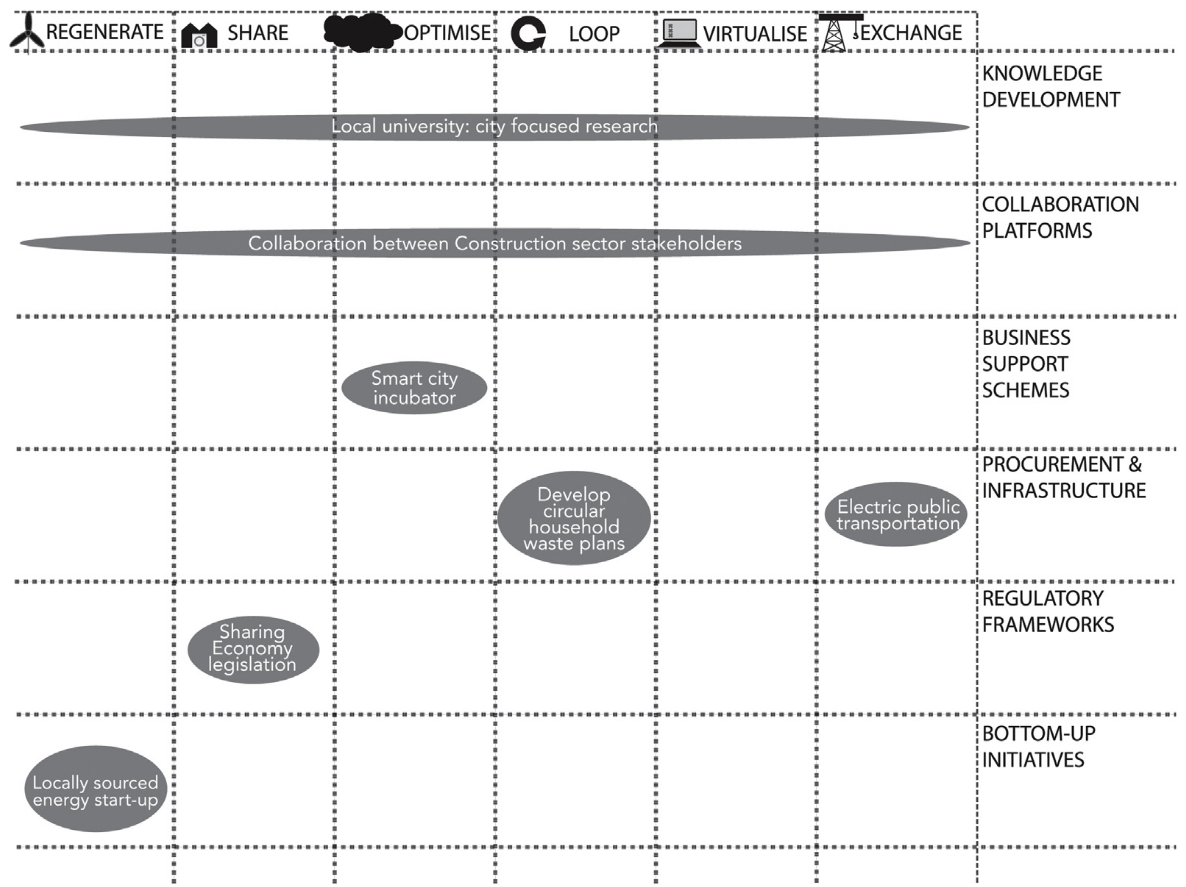 REGENERATE
SHARE
OPTIMISE
LOOP
VIRTUALISE
EXCHANGE
KNOWLEDGE
DEVELOPMENT
Local university: city focused research
COLLABORATION
PLATFORMS
Collaboration between Construction sector stakeholders
BUSINESS
SUPPORT
SCHEMES
Smart city
incubator
PROCUREMENT &
INFRASTRUCTURE
Develop
circular
household
waste plans
Electric public
transportation
REGULATORY
FRAMEWORKS
Sharing
Economy
legislation
BOTTOM-UP
INITIATIVES
Locally sourced
energy start-up